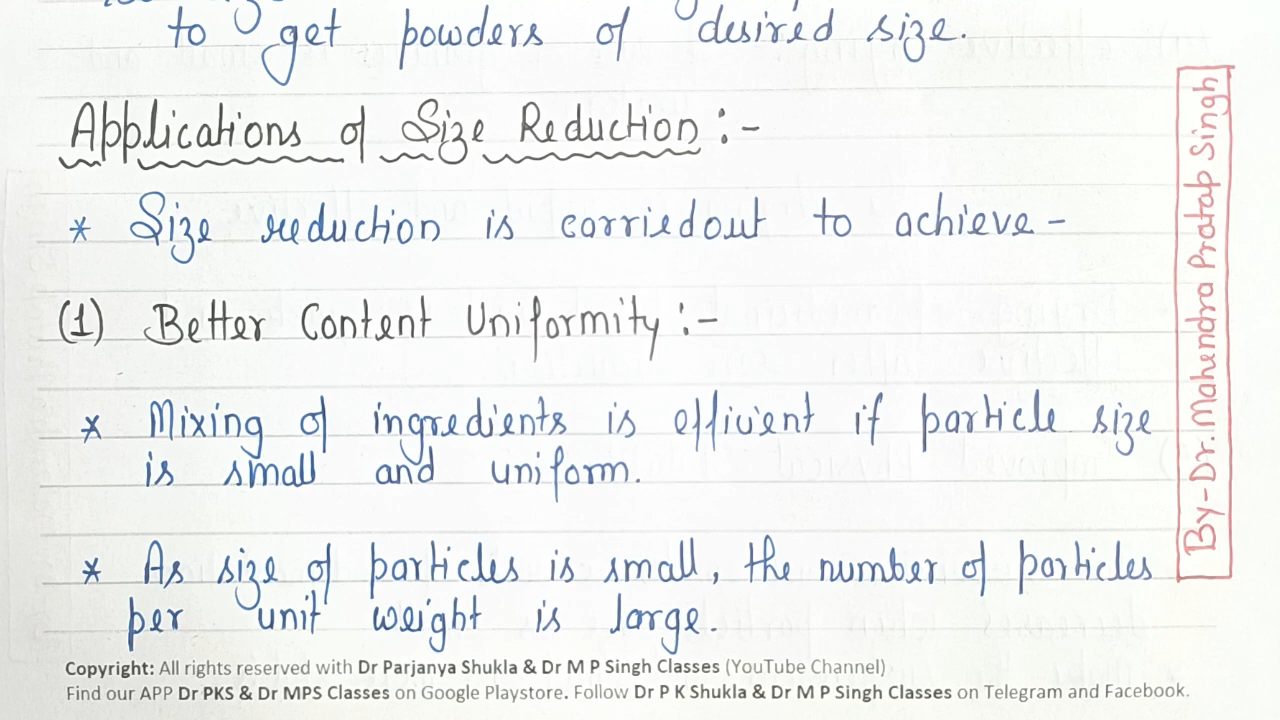 to get powders of desired size.
Applications of Size Reduction :-
* Size reduction is carriedout to achieve -
(1) Better Content Uniformity :-
* Mixing of ingredients is efficient if particle size
is small and uniform.
* As size of particles is small, the number of particles
per unit weight is large.
By-Dr. Mahendra Pratap Singh
Copyright: All rights reserved with Dr Parjanya Shukla & Dr M P Singh Classes (YouTube Channel)
Find our APP Dr PKS & Dr MPS Classes on Google Playstore. Follow Dr P K Shukla & Dr M P Singh Classes on Telegram and Facebook.